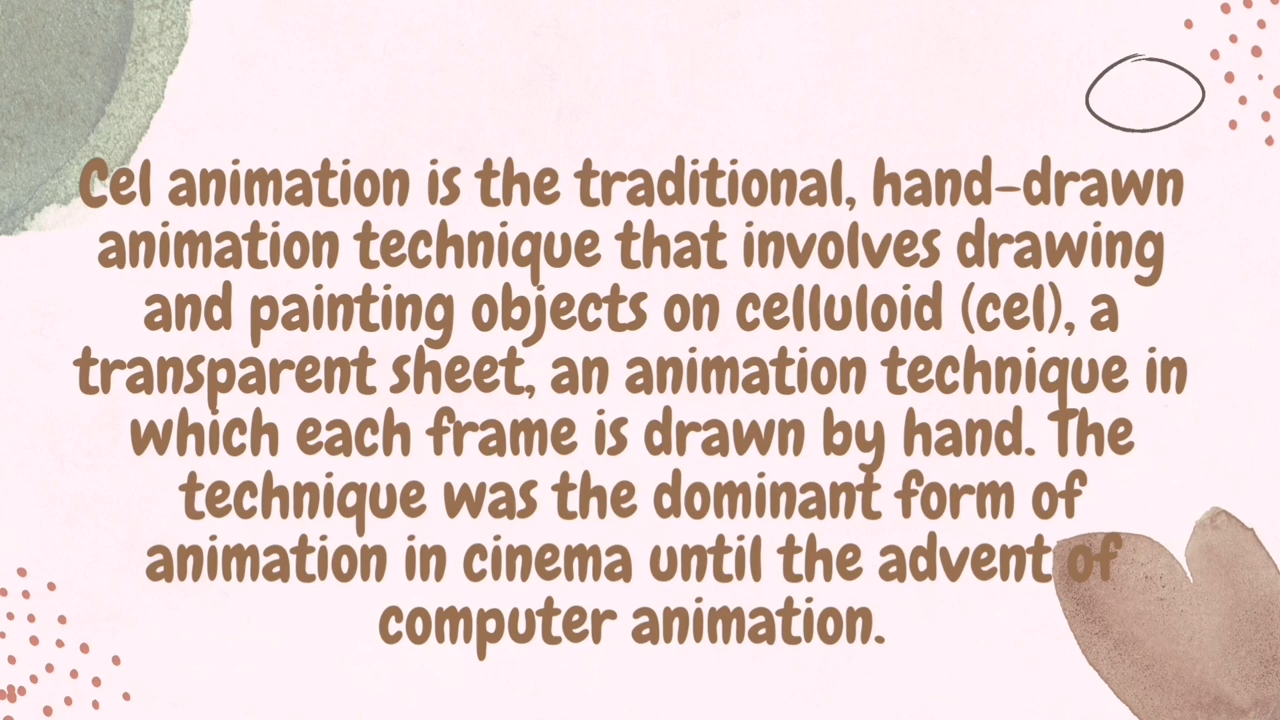 Cel animation is the traditional, hand-drawn
animation technique that involves drawing
and painting objects on celluloid (cel), a
transparent sheet, an animation technique in
which each frame is drawn by hand. The
technique was the dominant form of
animation in cinema until the advent of
computer animation.